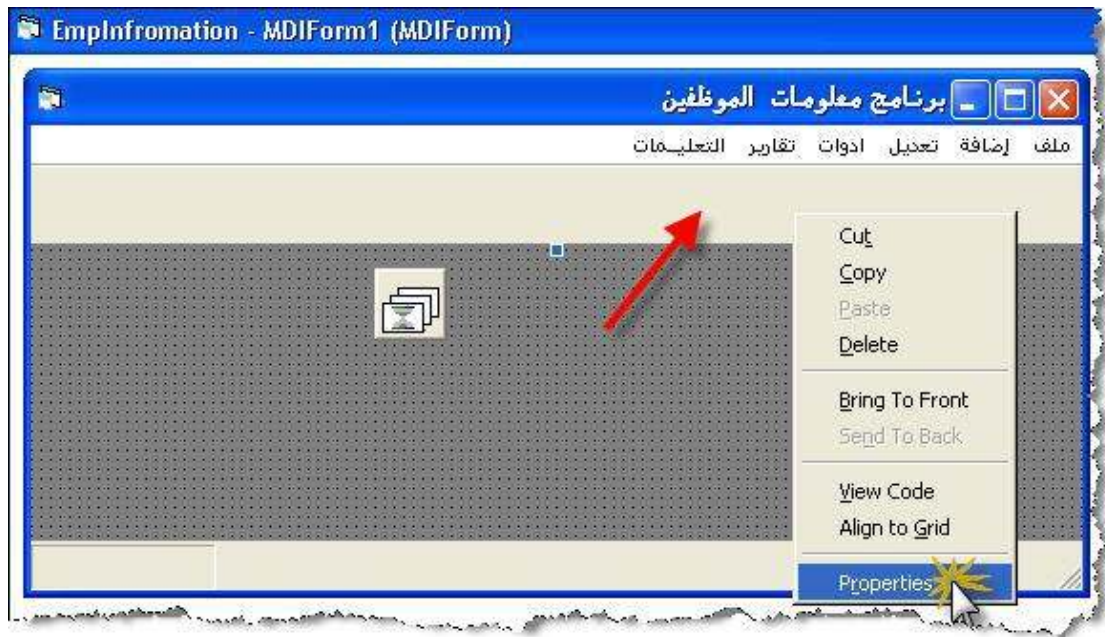 EmpInfromation - MDIForm1 (MDIForm)
برنامج معلومات الموظفين
ملف إضافة تعديل ادوات تقارير التعليـمات
Cut
Copy
Paste
Delete
Bring To Front
Send To Back
View Code
Align to Grid
Properties